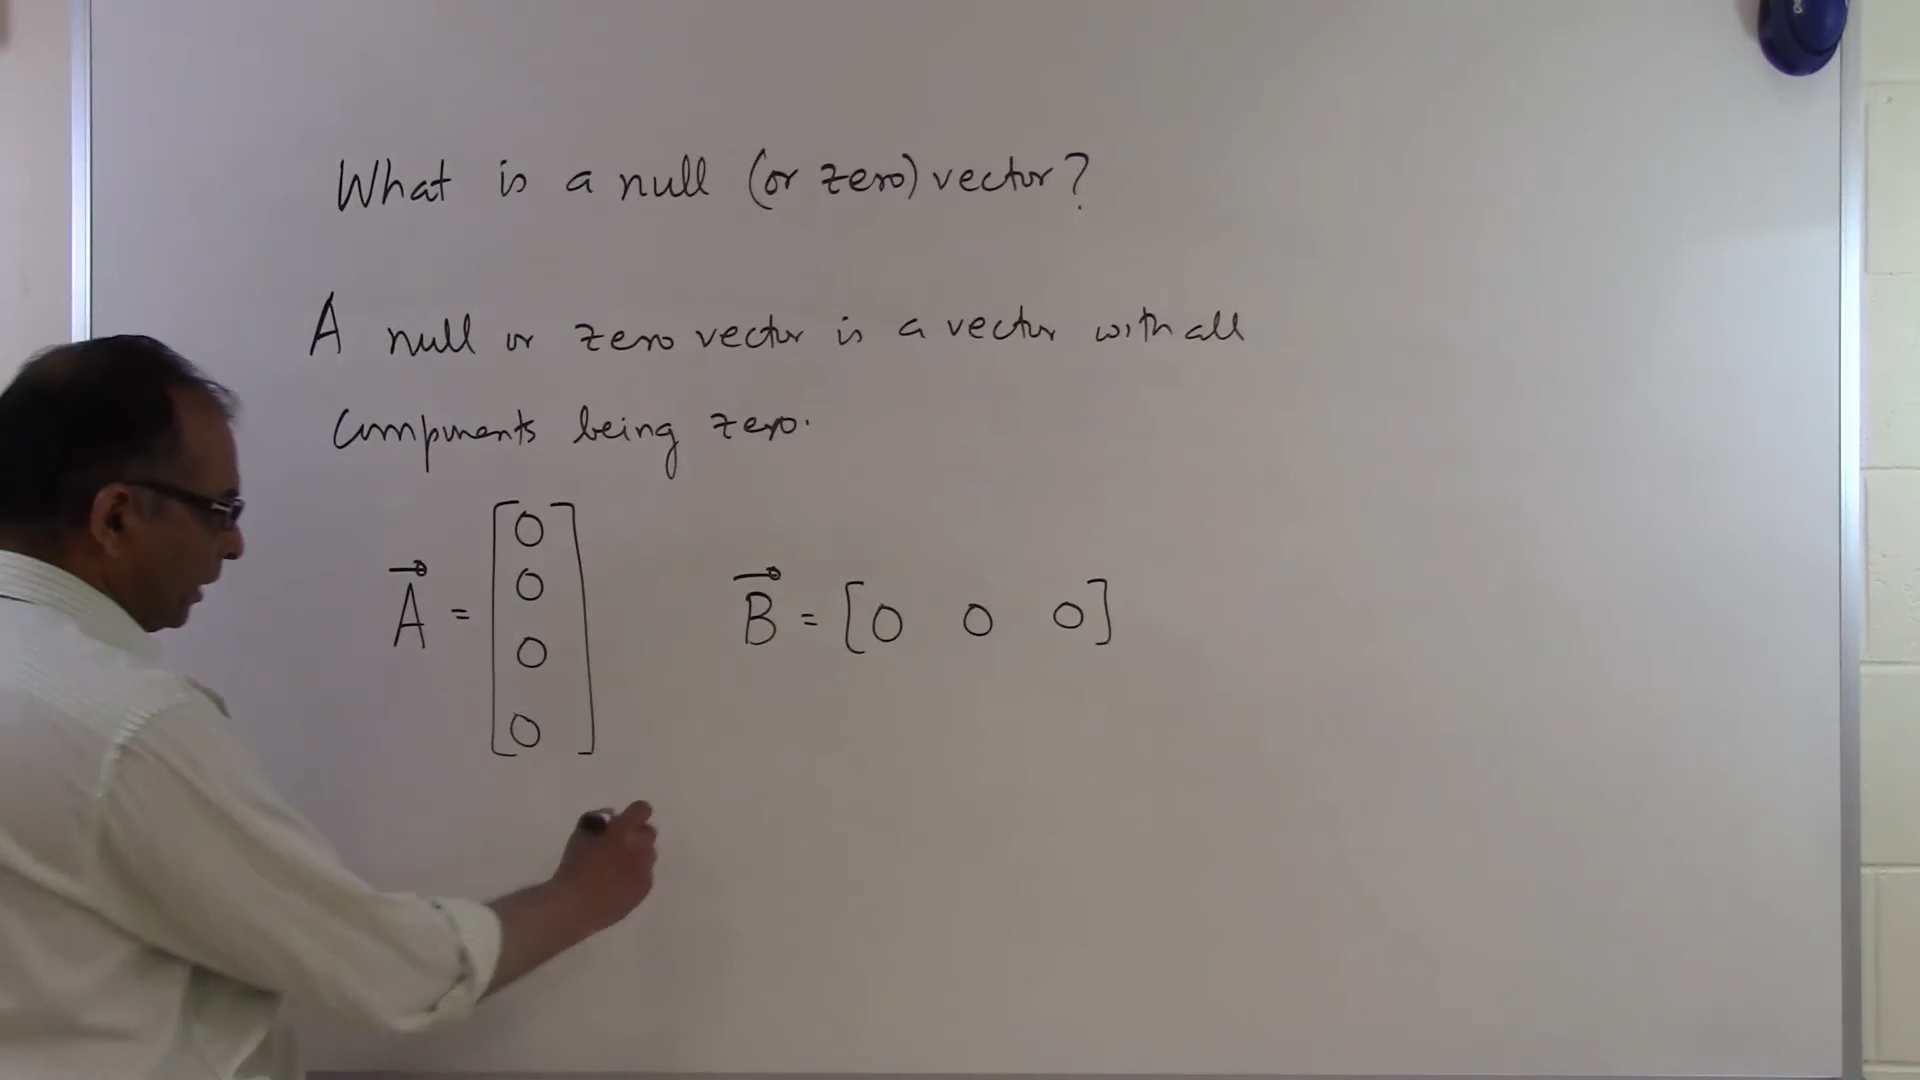 What is a null (or zero) vector?
A null or zero vector is a vector with all
components being zero.
A = [0 0 0 0] B = [0 0 0]